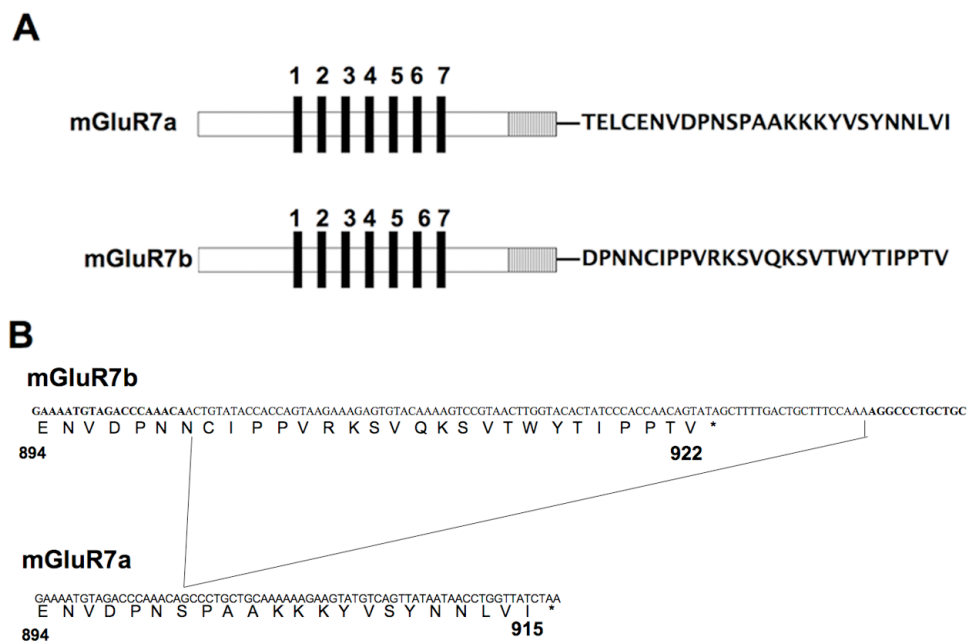 A
1 2 3 4 5 6 7
mGluR7a
TELCENVDPNSPAAKKKYVSYNNLVI
1 2 3 4 5 6 7
mGluR7b
DPNNCIPPVRKSVQKSVTWYTIPPTV
B
mGluR7b
GAAAATGTAGACCCAAACAACTGTATACCACCAGTAAGAAAGAGTGTACAAAAGTCCGTAACTTGGTACACTATCCCACCAACAGTATAGCTTTTGACTGCTTTCCAAAAGGCCCTGCTGC
E N V D P N N C I P P V R K S V Q K S V T W Y T I P P T V *
894 922
mGluR7a
GAAAATGTAGACCCAAACAGCCCTGCTGCAAAAAAGAAGTATGTCAGTTATAATAACCTGGTTATCTAA
E N V D P N S P A A K K K Y V S Y N N L V I *
894 915